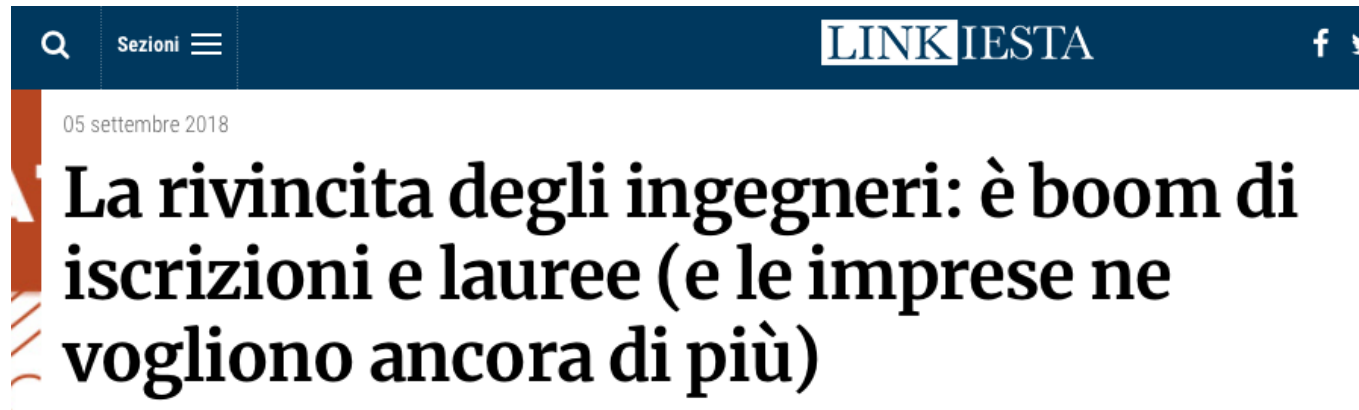 Sezioni
LINKIESTA
05 settembre 2018
La rivincita degli ingegneri: è boom di
iscrizioni e lauree (e le imprese ne
vogliono ancora di più)